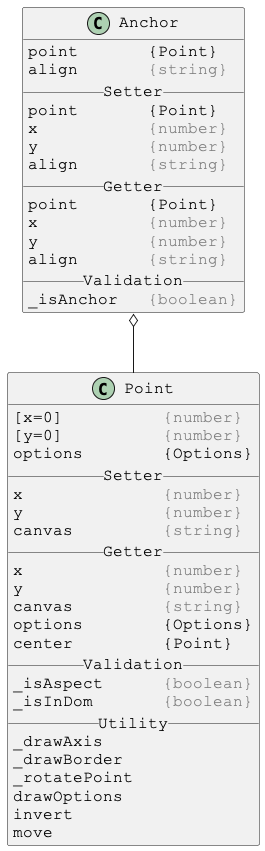 C Anchor
point {Point}
align {string}
Setter
point {Point}
x {number}
y {number}
align {string}
Getter
point {Point}
x {number}
y {number}
align {string}
Validation
_isAnchor {boolean}
C Point
[x=0] {number}
[y=0] {number}
options {Options}
Setter
x {number}
y {number}
canvas {string}
Getter
x {number}
y {number}
canvas {string}
options {Options}
center {Point}
Validation
_isAspect {boolean}
_isInDom {boolean}
Utility
_drawAxis
_drawBorder
_rotatePoint
drawOptions
invert
move